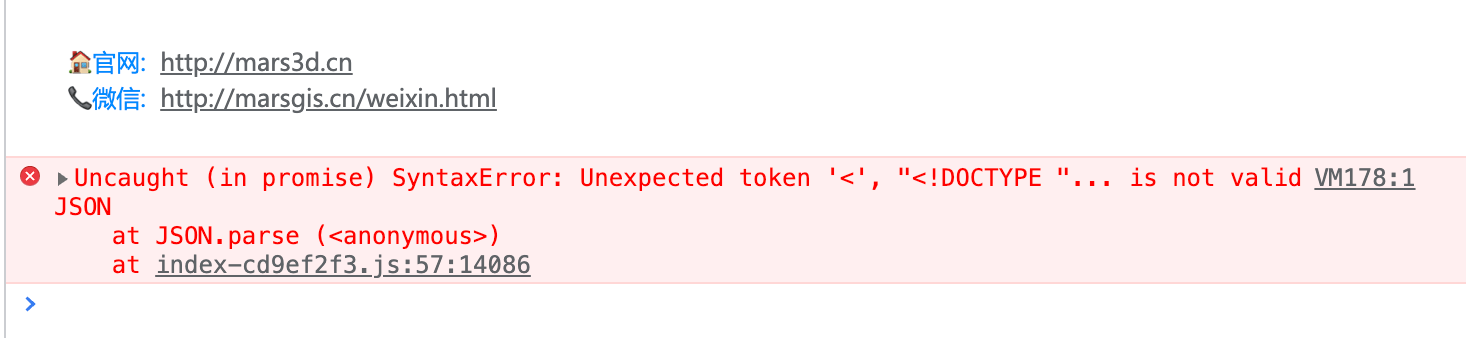 🏠官网: http://mars3d.cn
📞微信: http://marsgis.cn/weixin.html
Uncaught (in promise) SyntaxError: Unexpected token '<', "<!DOCTYPE "... is not valid VM178:1
JSON
at JSON.parse (<anonymous>)
at index-cd9ef2f3.js:57:14086